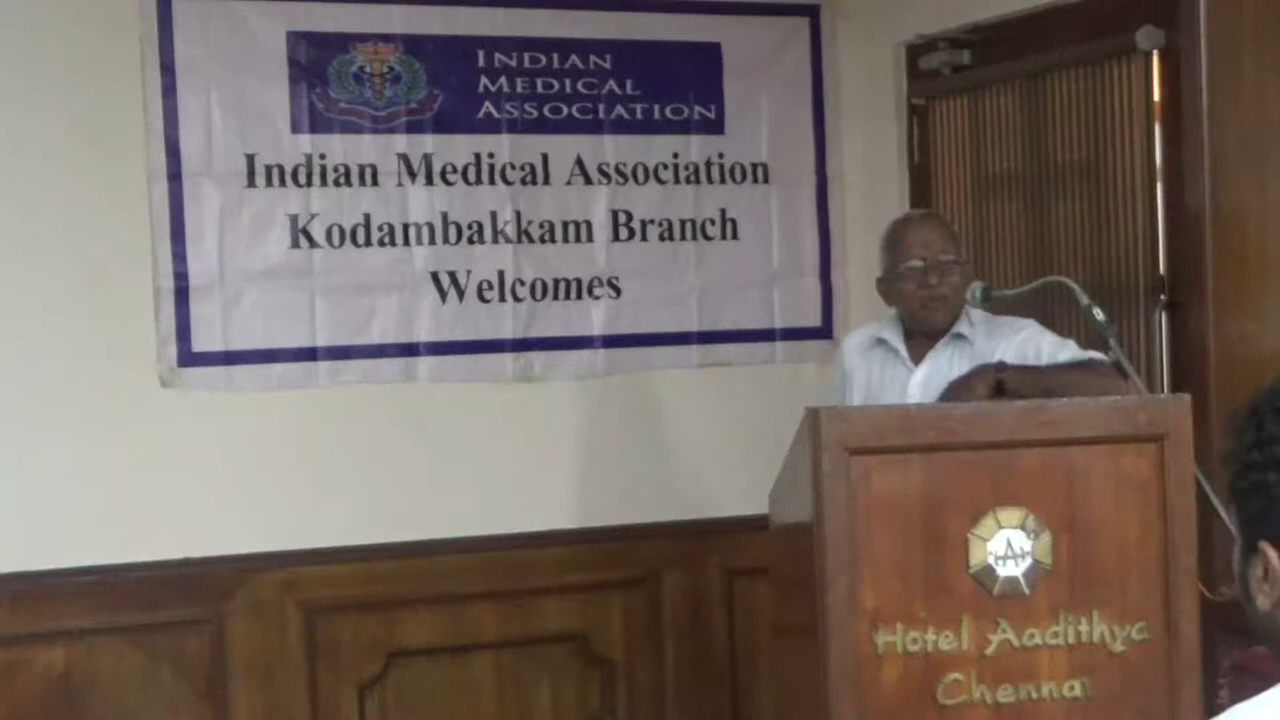 INDIAN
MEDICAL
ASSOCIATION
Indian Medical Association
Kodambakkam Branch
Welcomes
Hotel Aadithya
Chennai